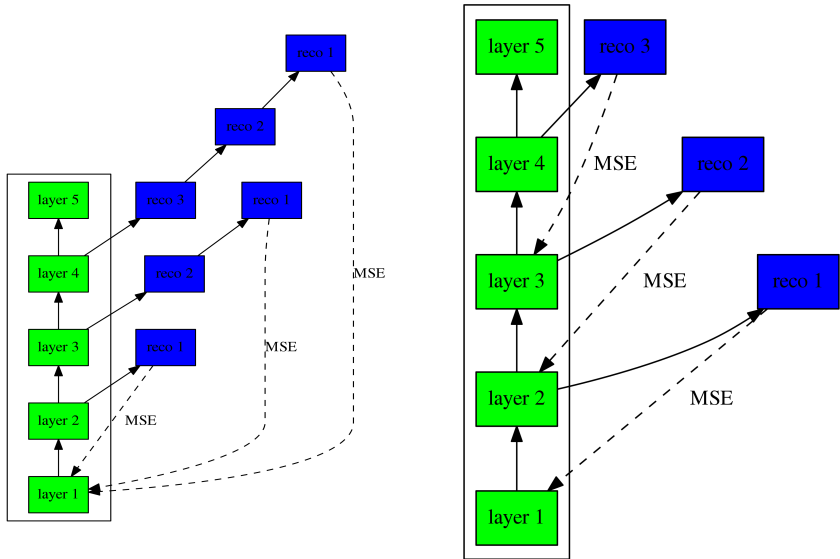 reco 1
reco 2
layer 5
reco 3
reco 1
layer 4
reco 2
MSE
layer 3
reco 1
MSE
layer 2
MSE
layer 1
layer 5
reco 3
layer 4
MSE
reco 2
layer 3
MSE
reco 1
layer 2
MSE
layer 1